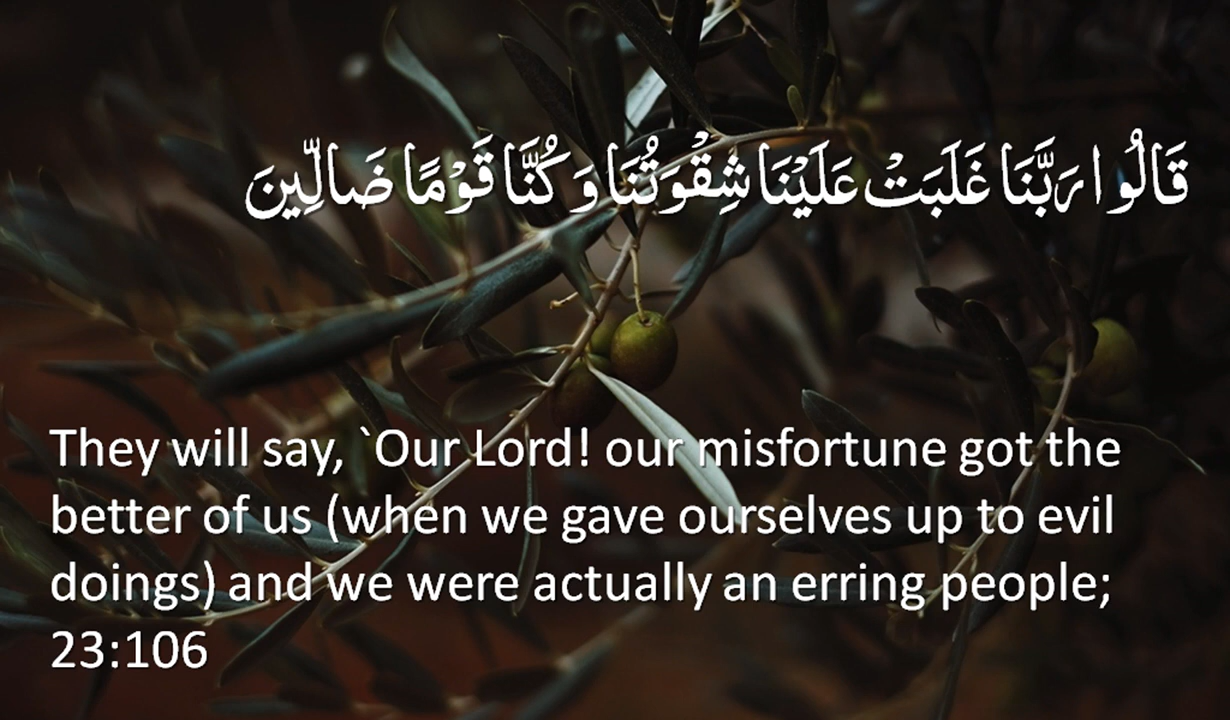 قَالُوا رَبَّنَا غَلَبَتْ عَلَيْنَا شِقْوَتُنَا وَكُنَّا قَوْمًا ضَالِّينَ
They will say, `Our Lord! our misfortune got the
better of us (when we gave ourselves up to evil
doings) and we were actually an erring people;
23:106